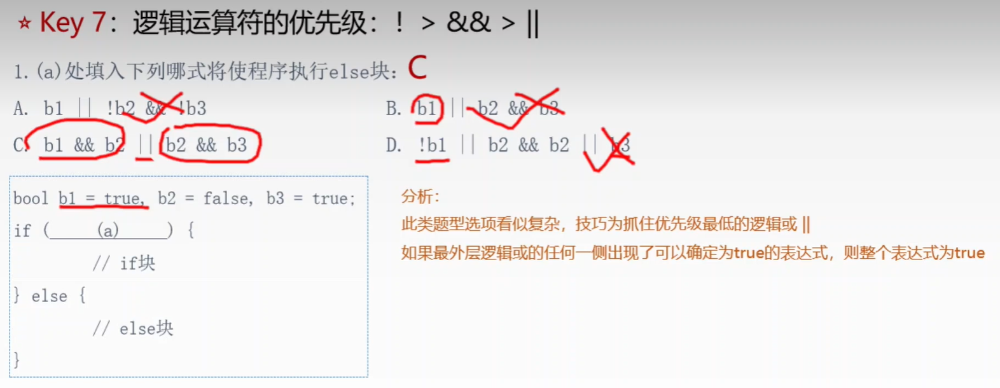 ☆ Key 7：逻辑运算符的优先级：! > && > ||
1.(a)处填入下列哪式将使程序执行else块：C
A. b1 || !b2 && !b3
B. b1 || b2 && b3
C. b1 && b2 || b2 && b3
D. !b1 || b2 && b2 || b3
bool b1 = true, b2 = false, b3 = true;
if (_____(a)_____) {
// if块
} else {
// else块
}
分析：
此类题型选项看似复杂，技巧为抓住优先级最低的逻辑或 ||
如果最外层逻辑或的任何一侧出现了可以确定为true的表达式，则整个表达式为true